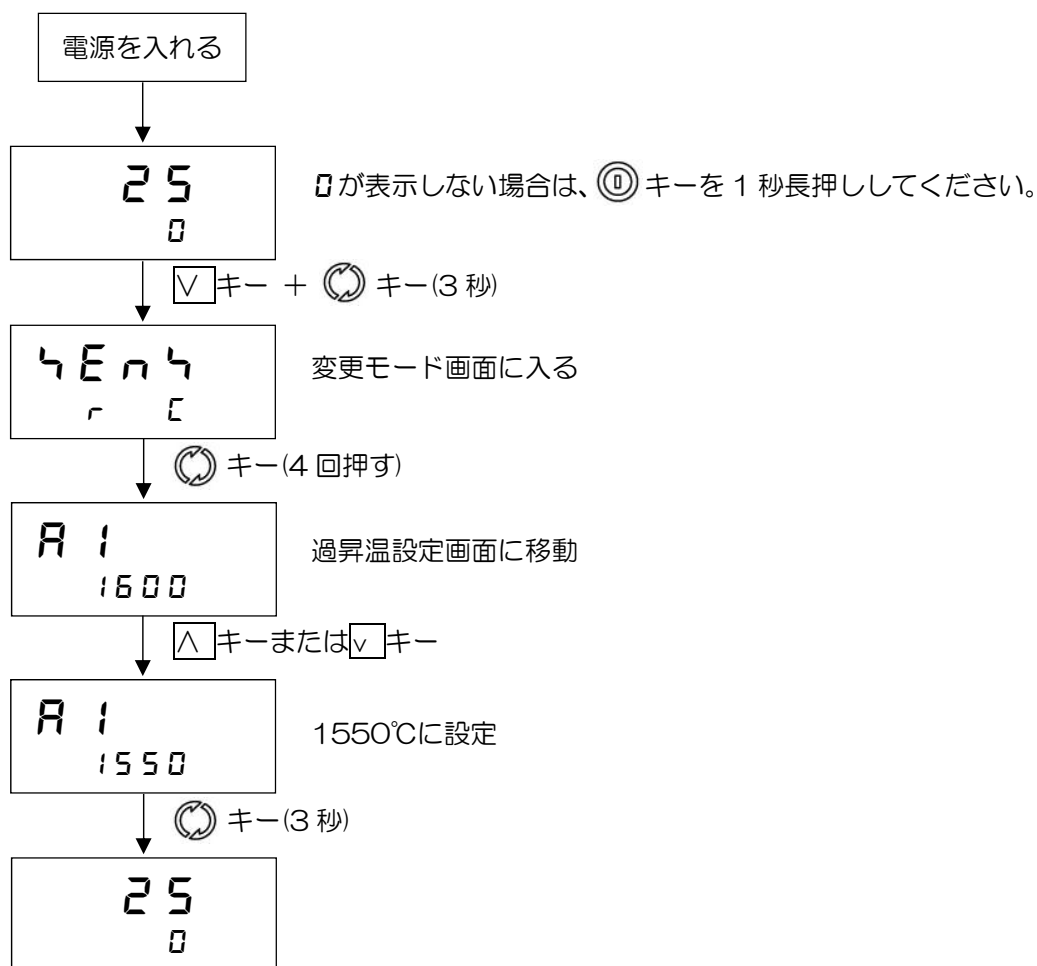 電源を入れる
25
0が表示しない場合は、キーを1秒長押ししてください。
0
∨キー + キー(3秒)
SEnS
変更モード画面に入る
r C
キー(4回押す)
A1
過昇温設定画面に移動
1600
∧キーまたは∨キー
A1
1550℃に設定
1550
キー(3秒)
25
0